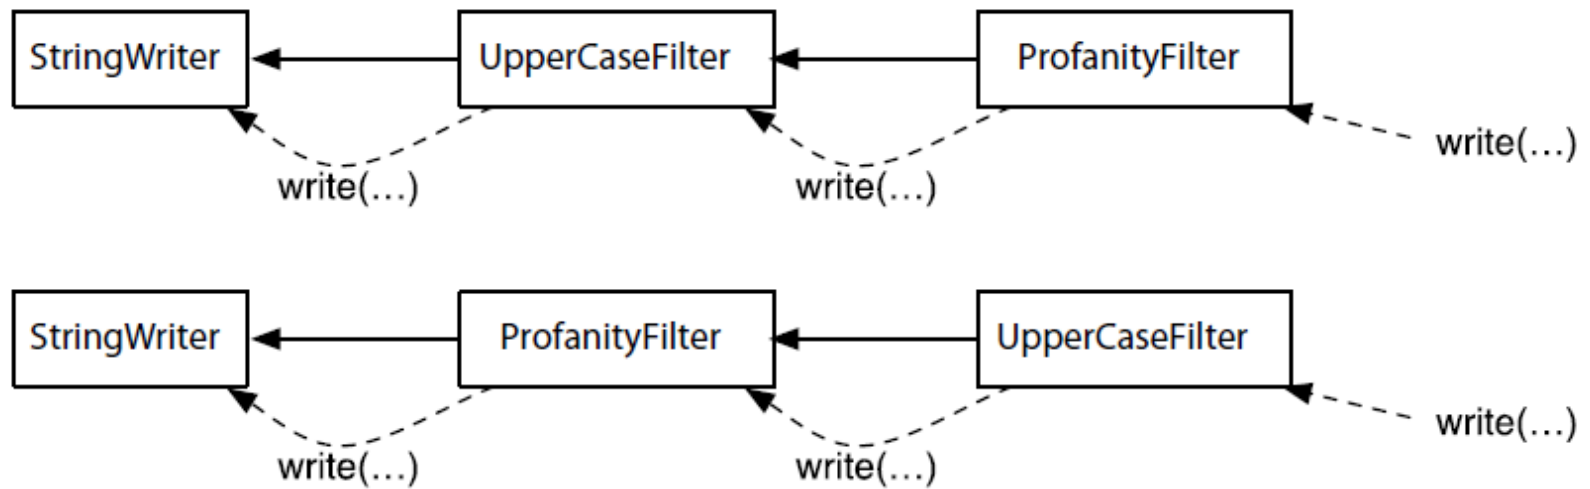 StringWriter UpperCaseFilter ProfanityFilter
write(…)
write(…) write(…)
StringWriter ProfanityFilter UpperCaseFilter
write(…)
write(…) write(…)